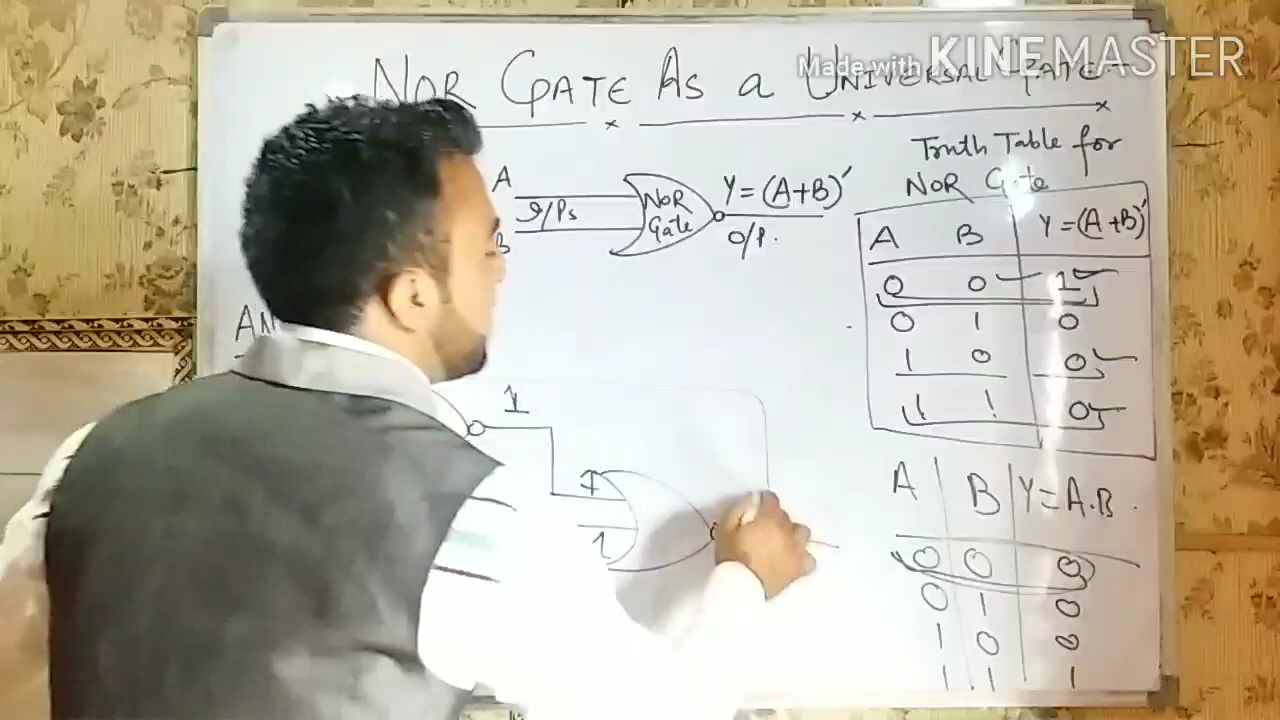 Made with KINEMASTER
NOR GATE AS a UNIVERSAL GATE
Truth Table for
NOR Gate
A
I/Ps
B
NOR
Gate
Y = (A+B)'
O/P.
A B Y = (A+B)'
0 0 1
0 1 0
1 0 0
1 1 0
AN
1
1
1
A B Y = A.B
0 0 0
0 1 0
1 0 0
1 1 1